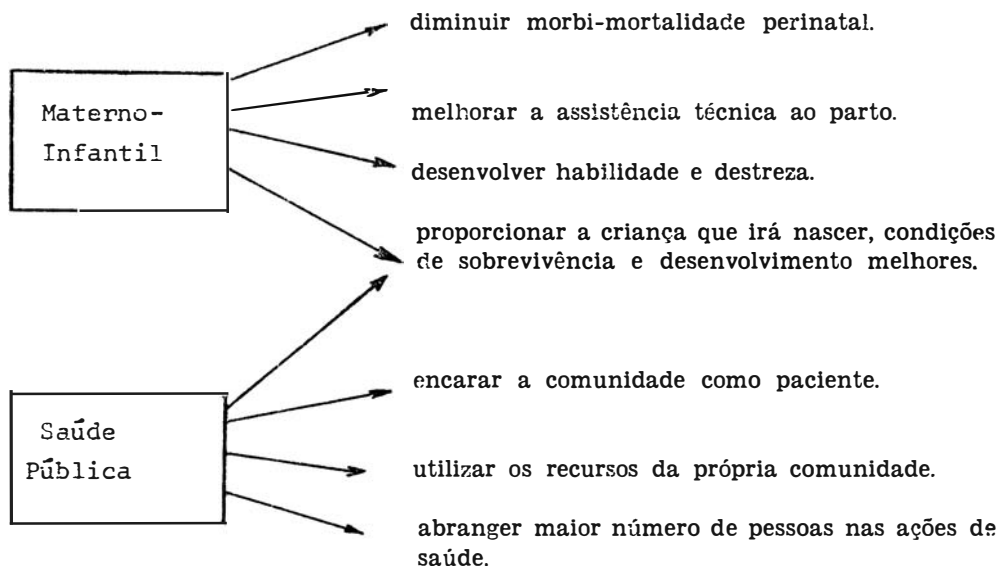 diminuir morbi-mortalidade perinatal.
Materno-
Infantil
melhorar a assistência técnica ao parto.
desenvolver habilidade e destreza.
proporcionar a criança que irá nascer, condições
de sobrevivência e desenvolvimento melhores.
encarar a comunidade como paciente.
Saúde
Pública
utilizar os recursos da própria comunidade.
abranger maior número de pessoas nas ações de
saúde.